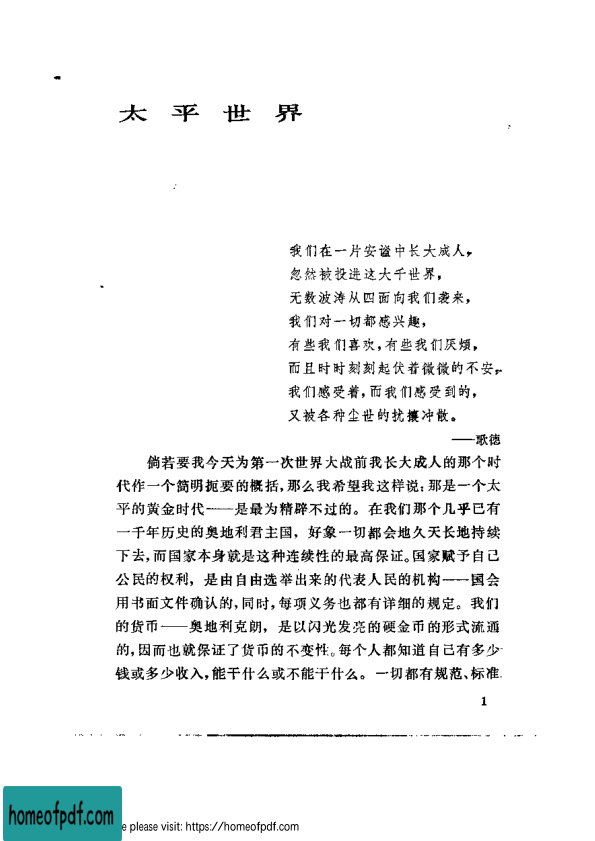 太平世界
我们在一片安谧中长大成人，
忽然被投进这大千世界，
无数波涛从四面向我们袭来，
我们对一切都感兴趣，
有些我们喜欢，有些我们厌烦，
而且时时刻刻起伏着微微的不安，
我们感受着，而我们感受到的，
又被各种尘世的扰攘冲散。
——歌德
倘若要我今天为第一次世界大战前我长大成人的那个时
代作一个简明扼要的概括，那么我希望我这样说：那是一个太
平的黄金时代——是最为精辟不过的。在我们那个几乎已有
一千年历史的奥地利君主国，好象一切都会地久天长地持续
下去，而国家本身就是这种连续性的最高保证。国家赋予自己
公民的权利，是由自由选举出来的代表人民的机构——国会
用书面文件确认的，同时，每项义务也都有详细的规定。我们
的货币——奥地利克朗，是以闪光发亮的硬金币的形式流通
的，因而也就保证了货币的不变性。每个人都知道自己有多少
钱或多少收入，能干什么或不能干什么。一切都有规范、标准
1
homeofpdf.com
e please visit: https://homeofpdf.com